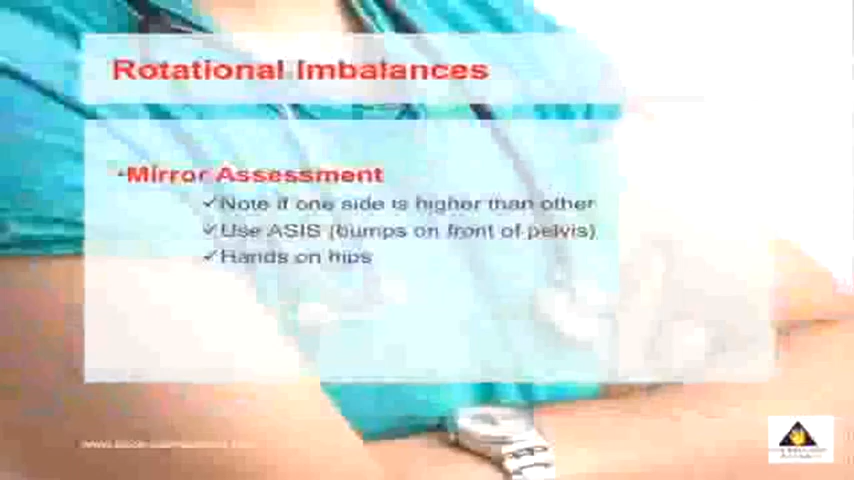 Rotational Imbalances
•Mirror Assessment
✓Note if one side is higher than other
✓Use ASIS (bumps on front of pelvis)
✓Hands on hips